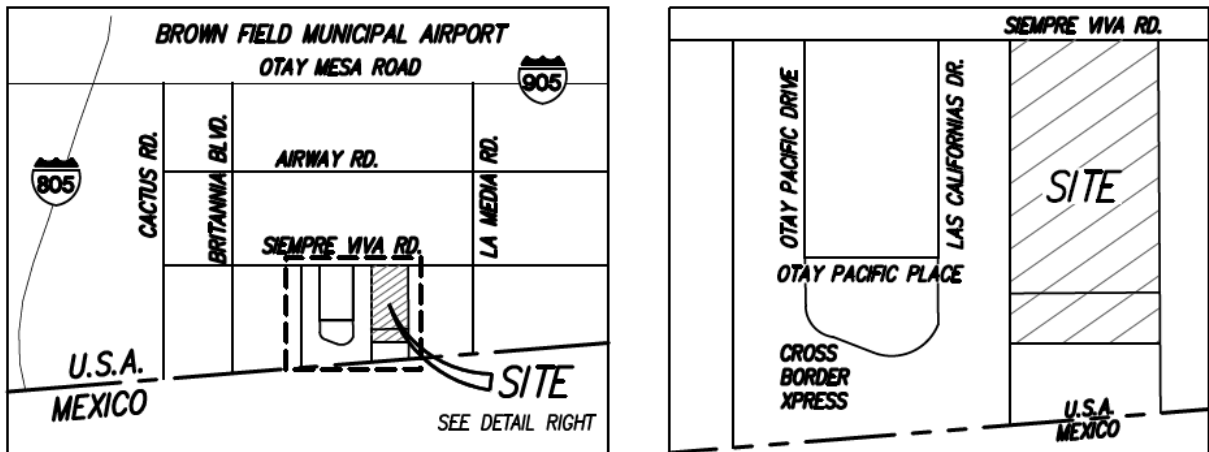 BROWN FIELD MUNICIPAL AIRPORT
OTAY MESA ROAD
905
805
CACTUS RD.
BRITANNIA BLVD.
AIRWAY RD.
LA MEDIA RD.
SIEMPRE VIVA RD.
U.S.A.
MEXICO
SITE
SEE DETAIL RIGHT
SIEMPRE VIVA RD.
OTAY PACIFIC DRIVE
LAS CALIFORNIAS DR.
SITE
OTAY PACIFIC PLACE
CROSS
BORDER
XPRESS
U.S.A.
MEXICO